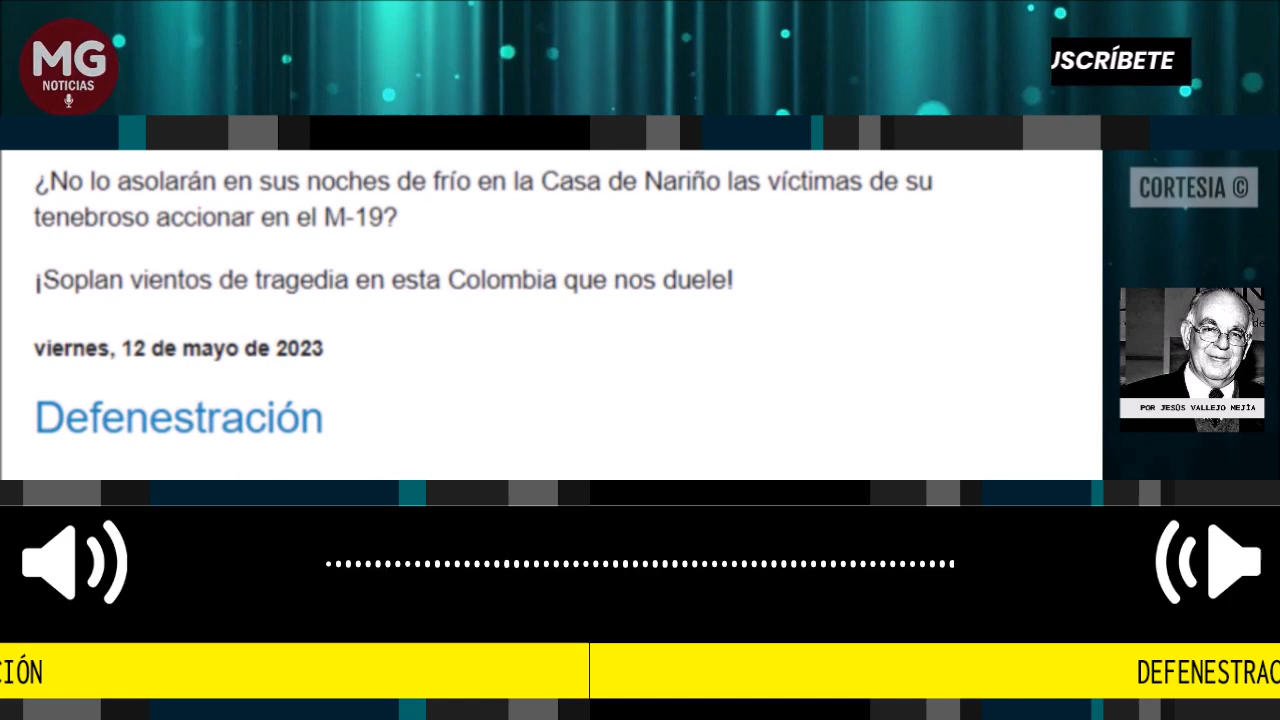 MG
NOTICIAS
USCRÍBETE
¿No lo asolarán en sus noches de frío en la Casa de Nariño las víctimas de su
tenebroso accionar en el M-19?
¡Soplan vientos de tragedia en esta Colombia que nos duele!
viernes, 12 de mayo de 2023
Defenestración
CORTESIA ©
POR JESÚS VALLEJO MEJÍA
CIÓN
DEFENESTRAC